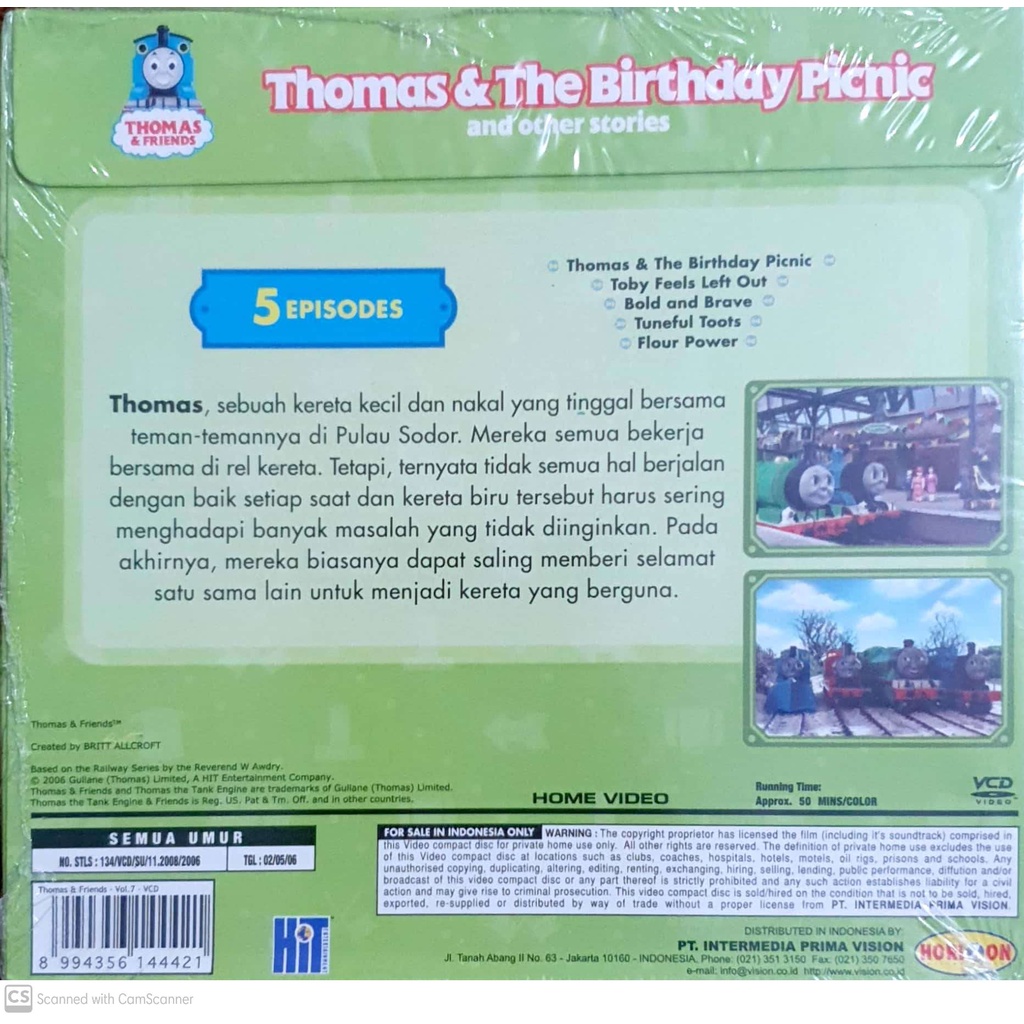 THOMAS
& FRIENDS
Thomas & The Birthday Picnic
and other stories
5 EPISODES
Thomas & The Birthday Picnic
Toby Feels Left Out
Bold and Brave
Tuneful Toots
Flour Power
Thomas, sebuah kereta kecil dan nakal yang tinggal bersama
teman-temannya di Pulau Sodor. Mereka semua bekerja
bersama di rel kereta. Tetapi, ternyata tidak semua hal berjalan
dengan baik setiap saat dan kereta biru tersebut harus sering
menghadapi banyak masalah yang tidak diinginkan. Pada
akhirnya, mereka biasanya dapat saling memberi selamat
satu sama lain untuk menjadi kereta yang berguna.
Thomas & Friends™
Created by BRITT ALLCROFT
Based on the Railway Series by the Reverend W Awdry.
© 2006 Gullane (Thomas) Limited, A HIT Entertainment Company.
Thomas & Friends and Thomas the Tank Engine are trademarks of Gullane (Thomas) Limited.
Thomas the Tank Engine & Friends is Reg. US. Pat & Tm. Off. and in other countries.
HOME VIDEO
Running Time:
Approx. 50 MINS/COLOR
VCD
VIDEO
SEMUA UMUR
NO. STLS : 134/VCD/SU/11.2008/2006
TGL : 02/05/06
FOR SALE IN INDONESIA ONLY WARNING : The copyright proprietor has licensed the film (including it's soundtrack) comprised in
this Video compact disc for private home use only. All other rights are reserved. The definition of private home use excludes the use
of this Video compact disc at locations such as clubs, coaches, hospitals, hotels, motels, oil rigs, prisons and schools. Any
unauthorised copying, duplicating, altering, editing, renting, exchanging, hiring, selling, lending, public performance, diffution and/or
broadcast of this video compact disc or any part thereof is strictly prohibited and any such action establishes liability for a civil
action and may give rise to criminal prosecution. This video compact disc is sold/hired on the condition that is not to be sold, hired,
exported, re-supplied or distributed by way of trade without a proper license from PT. INTERMEDIA PRIMA VISION.
Thomas & Friends - Vol.7 - VCD
8 994356 144421
HiT
ENTERTAINMENT
DISTRIBUTED IN INDONESIA BY:
PT. INTERMEDIA PRIMA VISION
Jl. Tanah Abang II No. 63 - Jakarta 10160 - INDONESIA. Phone: (021) 351 3150 Fax: (021) 350 7650
e-mail: info@vision.co.id http://www.vision.co.id
HORIZON
CS Scanned with CamScanner